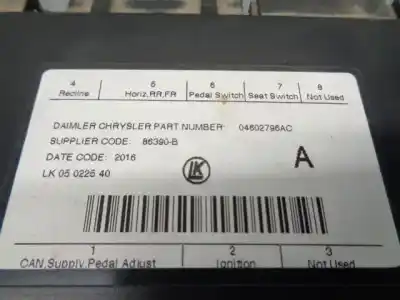 4 5 6 7 8
Recline Horiz,RR,FR Pedal Switch Seat Switch Not Used
DAIMLER CHRYSLER PART NUMBER: 04602796AC
SUPPLIER CODE: 86390-B
DATE CODE: 2016
LK 05 0225 40
LK
A
1 2 3
CAN,Supply,Pedal Adjust Ignition Not Used